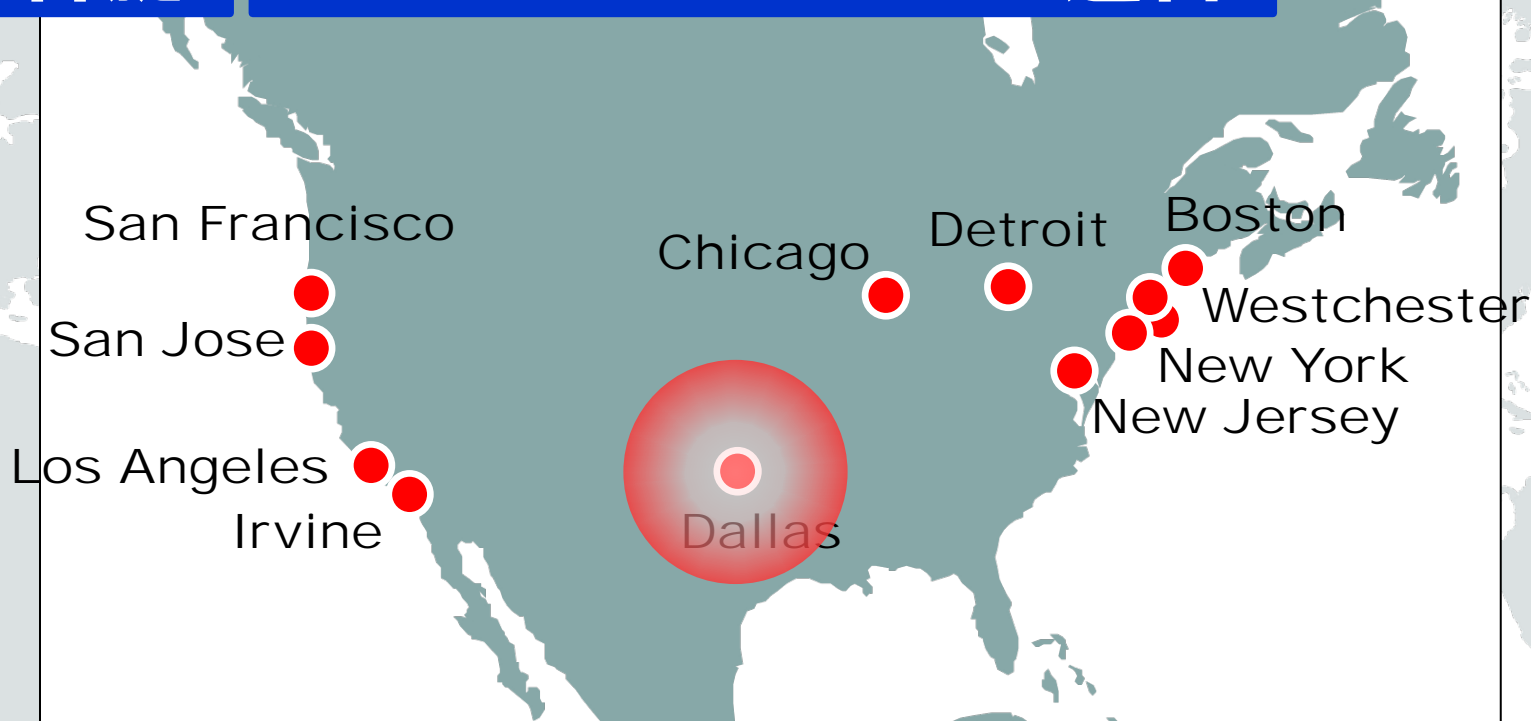 San Francisco
Boston
Detroit
Chicago
Westchester
San Jose
New York
New Jersey
Los Angeles
Dallas
Irvine